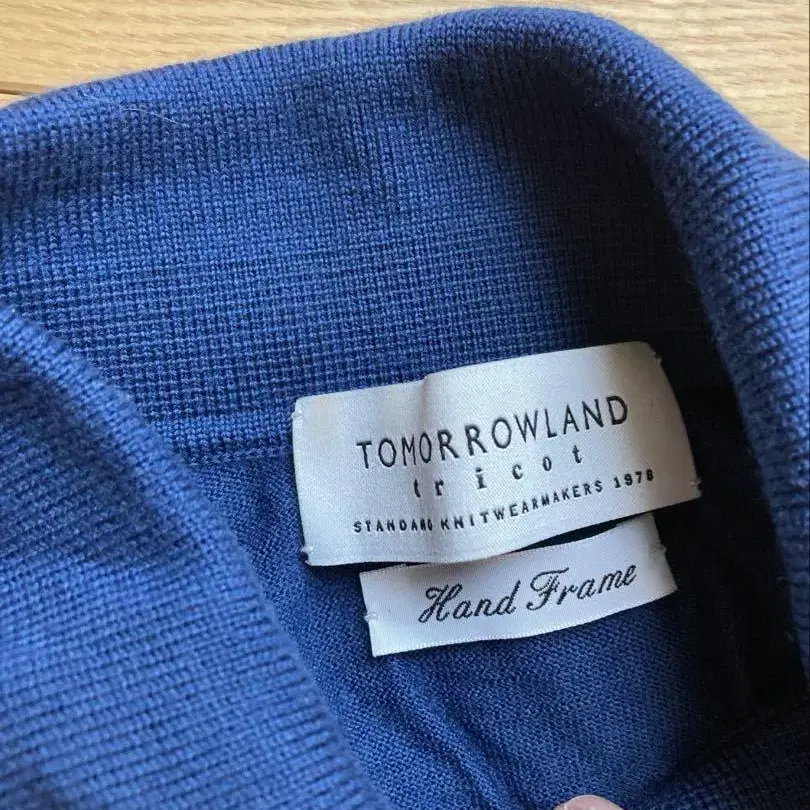 TOMORROWLAND
tricot
STANDARD KNITWEARMAKERS 1978
Hand Frame